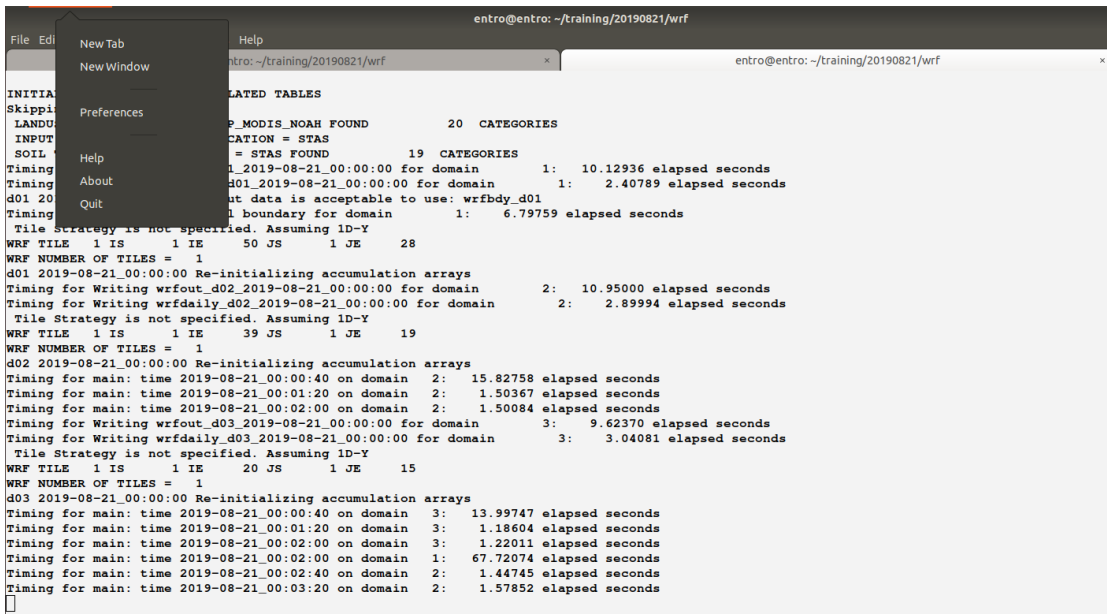 entro@entro: ~/training/20190821/wrf
File Edi Help
New Tab
New Window
Preferences
Help
About
Quit
ntro: ~/training/20190821/wrf × entro@entro: ~/training/20190821/wrf ×
INITIA LATED TABLES
Skippi
LANDU P_MODIS_NOAH FOUND 20 CATEGORIES
INPUT CATION = STAS
SOIL = STAS FOUND 19 CATEGORIES
Timing 1_2019-08-21_00:00:00 for domain 1: 10.12936 elapsed seconds
Timing d01_2019-08-21_00:00:00 for domain 1: 2.40789 elapsed seconds
d01 20 ut data is acceptable to use: wrfbdy_d01
Timing l boundary for domain 1: 6.79759 elapsed seconds
Tile Strategy is not specified. Assuming 1D-Y
WRF TILE 1 IS 1 IE 50 JS 1 JE 28
WRF NUMBER OF TILES = 1
d01 2019-08-21_00:00:00 Re-initializing accumulation arrays
Timing for Writing wrfout_d02_2019-08-21_00:00:00 for domain 2: 10.95000 elapsed seconds
Timing for Writing wrfdaily_d02_2019-08-21_00:00:00 for domain 2: 2.89994 elapsed seconds
Tile Strategy is not specified. Assuming 1D-Y
WRF TILE 1 IS 1 IE 39 JS 1 JE 19
WRF NUMBER OF TILES = 1
d02 2019-08-21_00:00:00 Re-initializing accumulation arrays
Timing for main: time 2019-08-21_00:00:40 on domain 2: 15.82758 elapsed seconds
Timing for main: time 2019-08-21_00:01:20 on domain 2: 1.50367 elapsed seconds
Timing for main: time 2019-08-21_00:02:00 on domain 2: 1.50084 elapsed seconds
Timing for Writing wrfout_d03_2019-08-21_00:00:00 for domain 3: 9.62370 elapsed seconds
Timing for Writing wrfdaily_d03_2019-08-21_00:00:00 for domain 3: 3.04081 elapsed seconds
Tile Strategy is not specified. Assuming 1D-Y
WRF TILE 1 IS 1 IE 20 JS 1 JE 15
WRF NUMBER OF TILES = 1
d03 2019-08-21_00:00:00 Re-initializing accumulation arrays
Timing for main: time 2019-08-21_00:00:40 on domain 3: 13.99747 elapsed seconds
Timing for main: time 2019-08-21_00:01:20 on domain 3: 1.18604 elapsed seconds
Timing for main: time 2019-08-21_00:02:00 on domain 3: 1.22011 elapsed seconds
Timing for main: time 2019-08-21_00:02:00 on domain 1: 67.72074 elapsed seconds
Timing for main: time 2019-08-21_00:02:40 on domain 2: 1.44745 elapsed seconds
Timing for main: time 2019-08-21_00:03:20 on domain 2: 1.57852 elapsed seconds